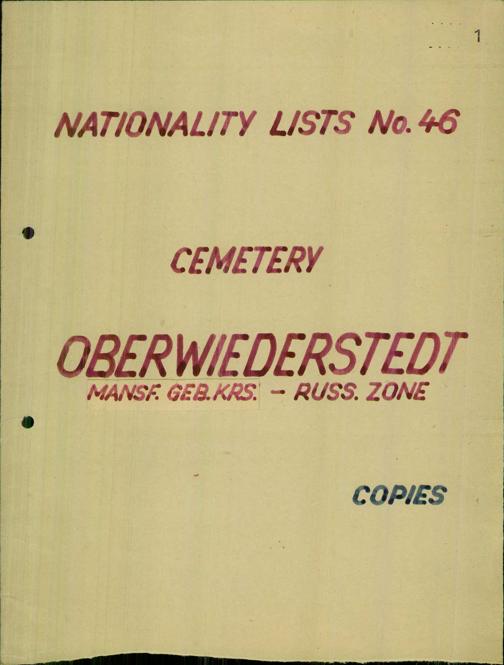 1
NATIONALITY LISTS No. 46
CEMETERY
OBERWIEDERSTEDT
MANSF. GEB. KRS. - RUSS. ZONE
COPIES